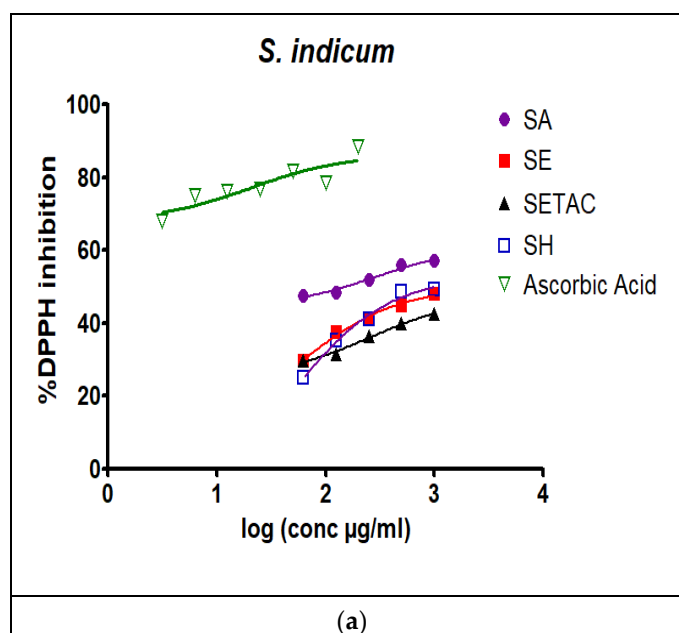 S. indicum
100
80
60
40
20
0
%DPPH inhibition
0 1 2 3 4
log (conc µg/ml)
SA
SE
SETAC
SH
Ascorbic Acid
(a)